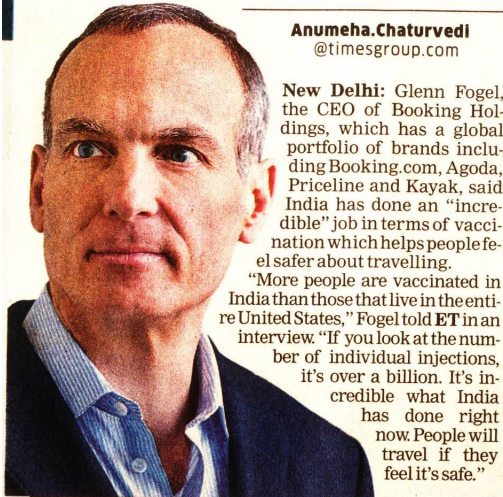 Anumeha.Chaturvedi
@timesgroup.com
New Delhi: Glenn Fogel,
the CEO of Booking Hol-
dings, which has a global
portfolio of brands inclu-
ding Booking.com, Agoda,
Priceline and Kayak, said
India has done an “incre-
dible” job in terms of vacci-
nation which helps people fe-
el safer about travelling.
“More people are vaccinated in
India than those that live in the enti-
re United States,” Fogel told ET in an
interview. “If you look at the num-
ber of individual injections,
it’s over a billion. It’s in-
credible what India
has done right
now. People will
travel if they
feel it’s safe.”